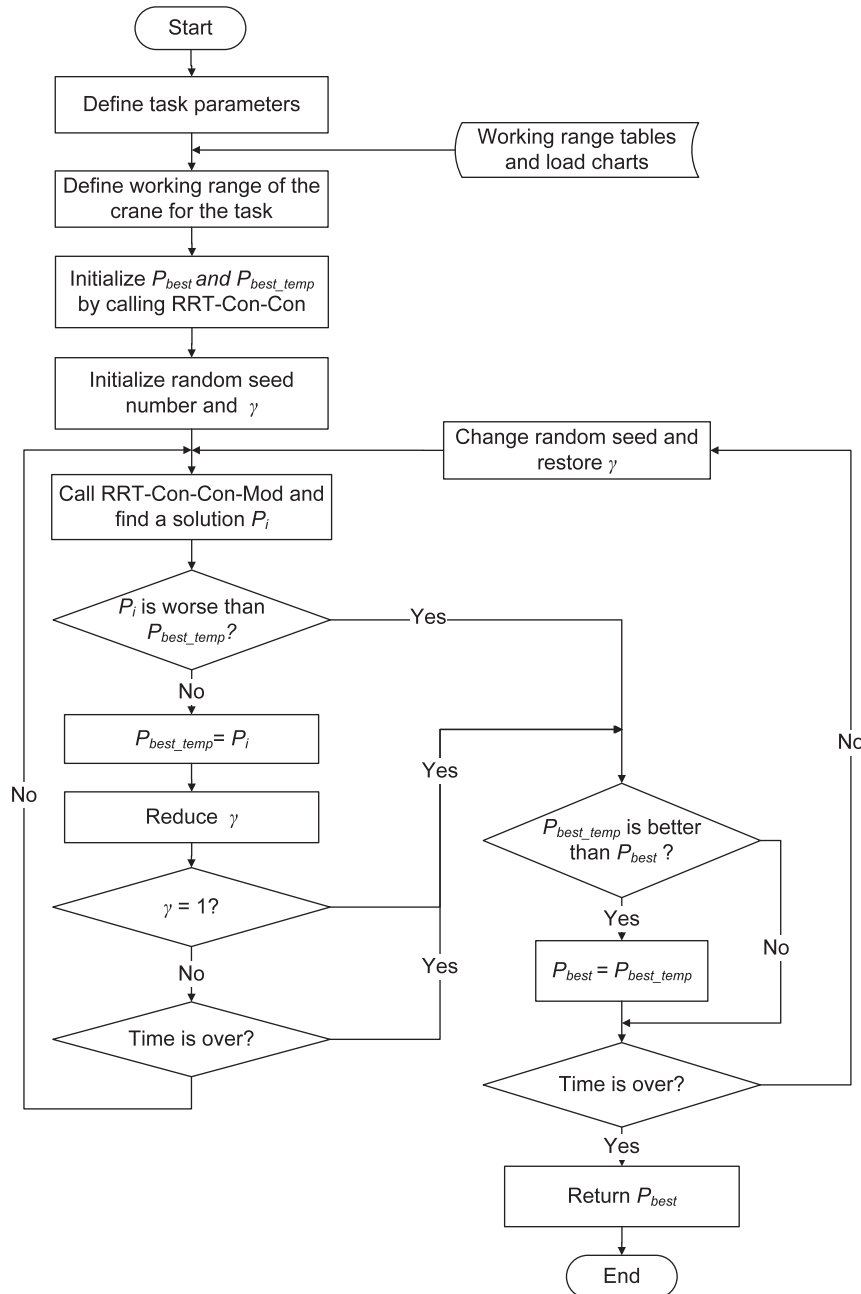 Start
Define task parameters
Working range tables
and load charts
Define working range of the
crane for the task
Initialize P_best and P_best_temp
by calling RRT-Con-Con
Initialize random seed
number and γ
Change random seed and
restore γ
Call RRT-Con-Con-Mod and
find a solution P_i
P_i is worse than
P_best_temp?
Yes
No
P_best_temp = P_i
No
Yes
No
Reduce γ
P_best_temp is better
than P_best ?
γ = 1?
Yes
No
Yes
No
P_best = P_best_temp
Time is over?
Time is over?
Yes
Return P_best
End